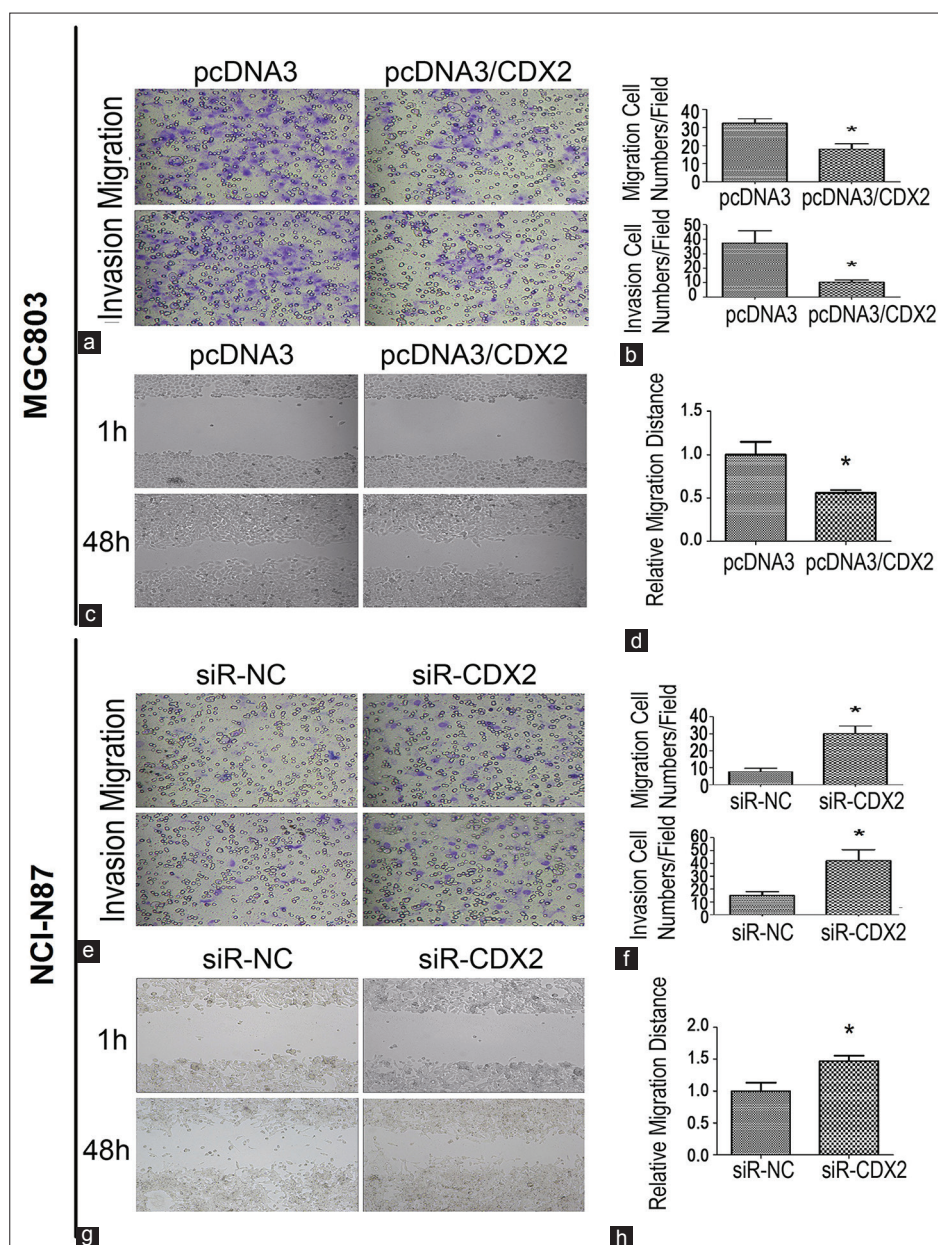 MGC803
pcDNA3 pcDNA3/CDX2
Invasion Migration
a
Migration Cell
Numbers/Field
40
30
20
10
0
*
pcDNA3 pcDNA3/CDX2
Invasion Cell
Numbers/Field
50
40
30
20
10
0
*
pcDNA3 pcDNA3/CDX2
b
pcDNA3 pcDNA3/CDX2
1h
48h
c
Relative Migration Distance
1.5
1.0
0.5
0.0
*
pcDNA3 pcDNA3/CDX2
d
NCI-N87
siR-NC siR-CDX2
Invasion Migration
e
Migration Cell
Numbers/Field
40
30
20
10
0
*
siR-NC siR-CDX2
Invasion Cell
Numbers/Field
60
50
40
30
20
10
0
*
siR-NC siR-CDX2
f
siR-NC siR-CDX2
1h
48h
g
Relative Migration Distance
2.0
1.5
1.0
0.5
0.0
*
siR-NC siR-CDX2
h